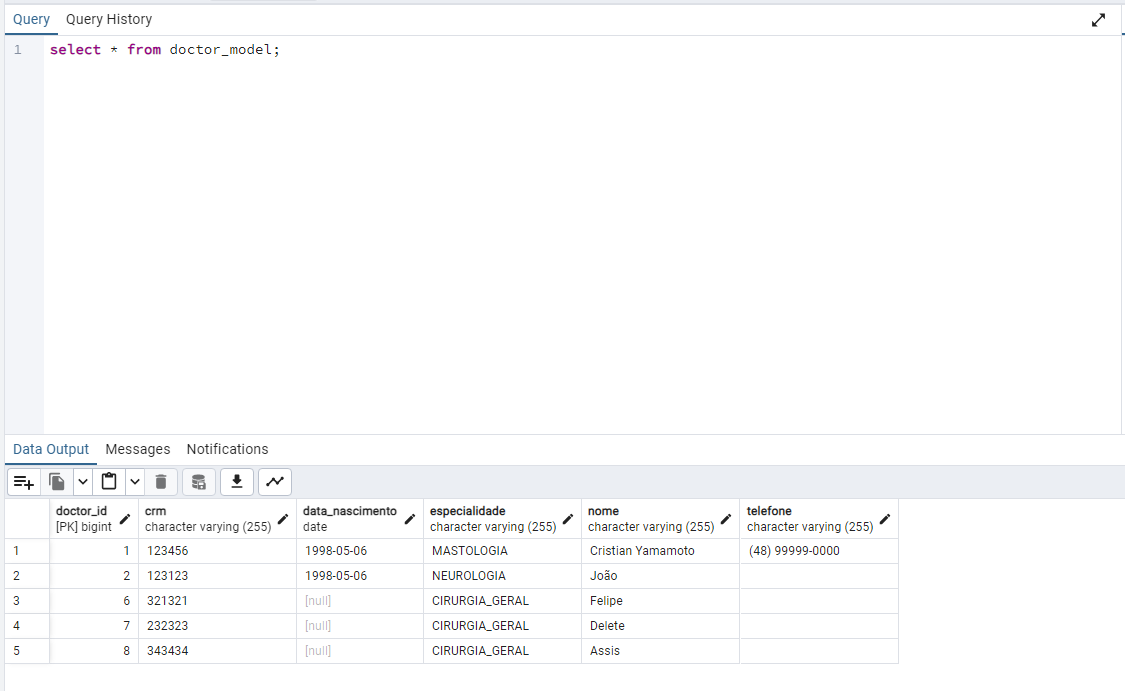 Query Query History
1 select * from doctor_model;
Data Output Messages Notifications
doctor_id crm data_nascimento especialidade nome telefone
[PK] bigint character varying (255) date character varying (255) character varying (255) character varying (255)
1 1 123456 1998-05-06 MASTOLOGIA Cristian Yamamoto (48) 99999-0000
2 2 123123 1998-05-06 NEUROLOGIA João
3 6 321321 [null] CIRURGIA_GERAL Felipe
4 7 232323 [null] CIRURGIA_GERAL Delete
5 8 343434 [null] CIRURGIA_GERAL Assis